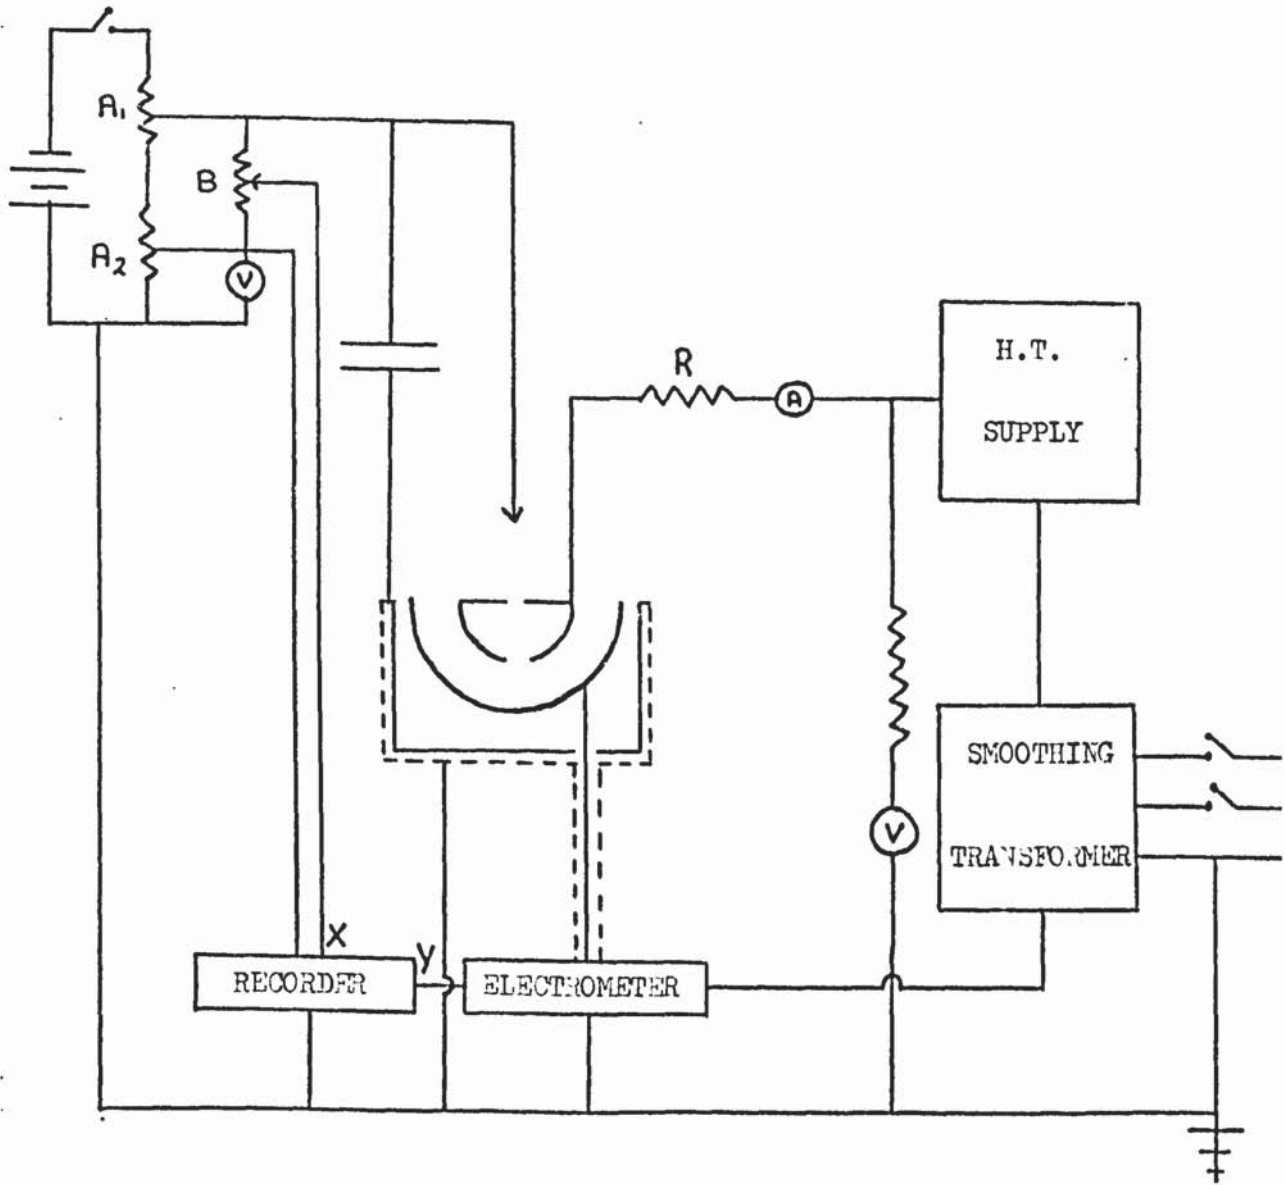 A₁
B
A₂
V
R
A
H.T.
SUPPLY
SMOOTHING
TRANSFORMER
V
X
Y
RECORDER
ELECTROMETER